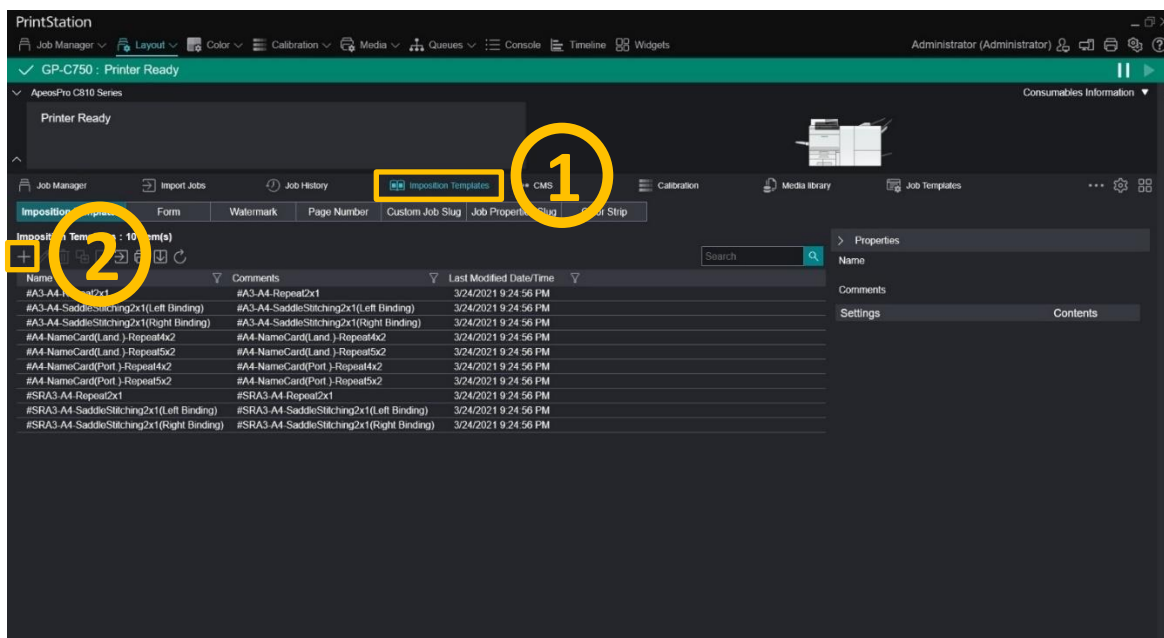 PrintStation
Job Manager Layout Color Calibration Media Queues Console Timeline Widgets Administrator (Administrator)
GP-C750 : Printer Ready
ApeosPro C810 Series Consumables Information
Printer Ready
1
Job Manager Import Jobs Job History Imposition Templates CMS Calibration Media library Job Templates
Imposition Form Watermark Page Number Custom Job Slug Job Properties Slug Strip
: 10
2
Search
Properties
Name
Comments
Settings Contents
Name Comments Last Modified Date/Time
#A3-A4-Repeat2x1 #A3-A4-Repeat2x1 3/24/2021 9:24:56 PM
#A3-A4-SaddleStitching2x1(Left Binding) #A3-A4-SaddleStitching2x1(Left Binding) 3/24/2021 9:24:56 PM
#A3-A4-SaddleStitching2x1(Right Binding) #A3-A4-SaddleStitching2x1(Right Binding) 3/24/2021 9:24:56 PM
#A4-NameCard(Land.)-Repeat4x2 #A4-NameCard(Land.)-Repeat4x2 3/24/2021 9:24:56 PM
#A4-NameCard(Land.)-Repeat5x2 #A4-NameCard(Land.)-Repeat5x2 3/24/2021 9:24:56 PM
#A4-NameCard(Port.)-Repeat4x2 #A4-NameCard(Port.)-Repeat4x2 3/24/2021 9:24:56 PM
#A4-NameCard(Port.)-Repeat5x2 #A4-NameCard(Port.)-Repeat5x2 3/24/2021 9:24:56 PM
#SRA3-A4-Repeat2x1 #SRA3-A4-Repeat2x1 3/24/2021 9:24:56 PM
#SRA3-A4-SaddleStitching2x1(Left Binding) #SRA3-A4-SaddleStitching2x1(Left Binding) 3/24/2021 9:24:56 PM
#SRA3-A4-SaddleStitching2x1(Right Binding) #SRA3-A4-SaddleStitching2x1(Right Binding) 3/24/2021 9:24:56 PM